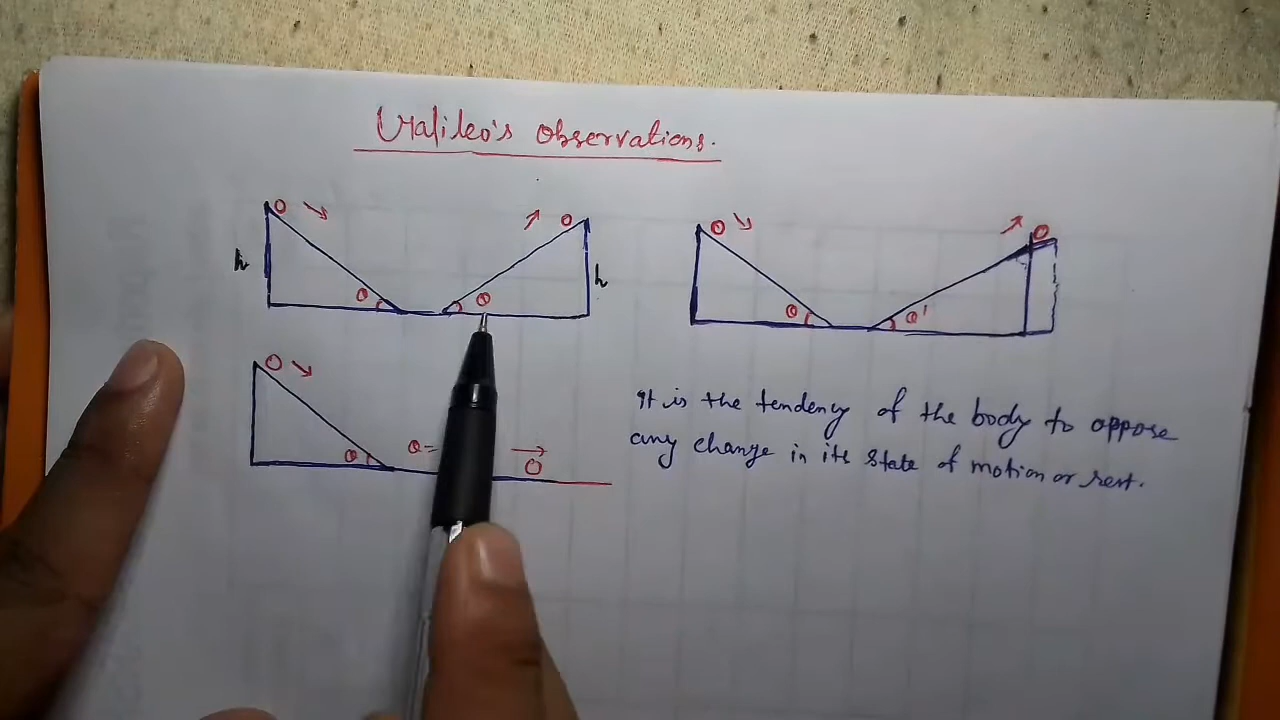 Galileo's Observations.
h θ θ h
θ θ'
θ θ=
It is the tendency of the body to oppose
any change in its state of motion or rest.